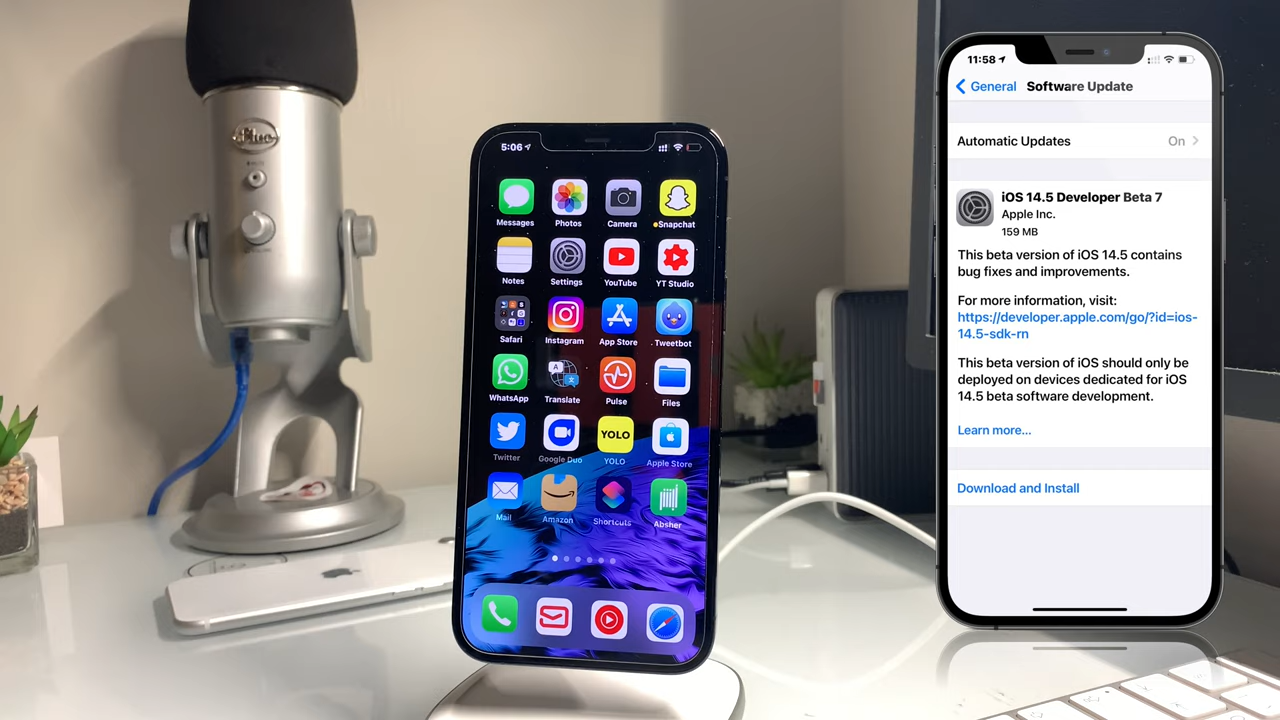 Blue
MUTE
5:06
Messages
Photos
Camera
Snapchat
Notes
Settings
YouTube
YT Studio
Safari
Instagram
App Store
Tweetbot
WhatsApp
Translate
Pulse
Files
Twitter
Google Duo
YOLO
YOLO
Apple Store
Mail
Amazon
Shortcuts
Absher
11:58
General
Software Update
Automatic Updates
On
iOS 14.5 Developer Beta 7
Apple Inc.
159 MB
This beta version of iOS 14.5 contains
bug fixes and improvements.
For more information, visit:
https://developer.apple.com/go/?id=ios-
14.5-sdk-rn
This beta version of iOS should only be
deployed on devices dedicated for iOS
14.5 beta software development.
Learn more...
Download and Install